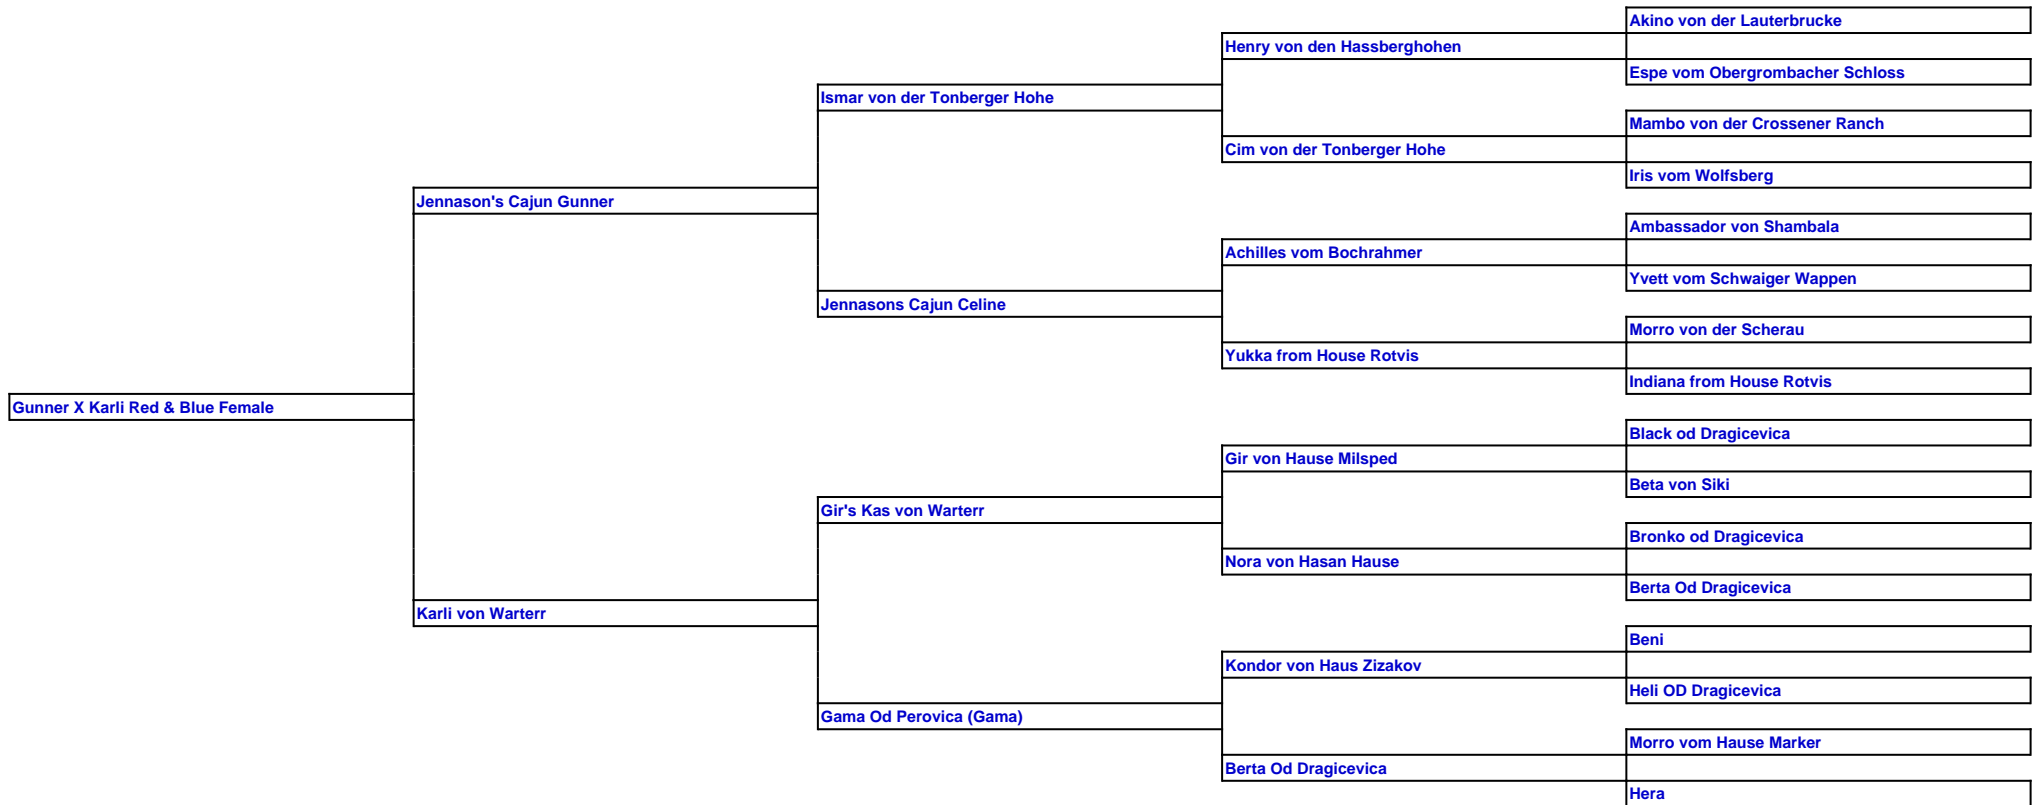 Akino von der Lauterbrucke
Henry von den Hassberghohen
Espe vom Obergrombacher Schloss
Ismar von der Tonberger Hohe
Mambo von der Crossener Ranch
Cim von der Tonberger Hohe
Iris vom Wolfsberg
Jennason's Cajun Gunner
Ambassador von Shambala
Achilles vom Bochrahmer
Yvett vom Schwaiger Wappen
Jennasons Cajun Celine
Morro von der Scherau
Yukka from House Rotvis
Indiana from House Rotvis
Gunner X Karli Red & Blue Female
Black od Dragicevica
Gir von Hause Milsped
Beta von Siki
Gir's Kas von Warterr
Bronko od Dragicevica
Nora von Hasan Hause
Berta Od Dragicevica
Karli von Warterr
Beni
Kondor von Haus Zizakov
Heli OD Dragicevica
Gama Od Perovica (Gama)
Morro vom Hause Marker
Berta Od Dragicevica
Hera